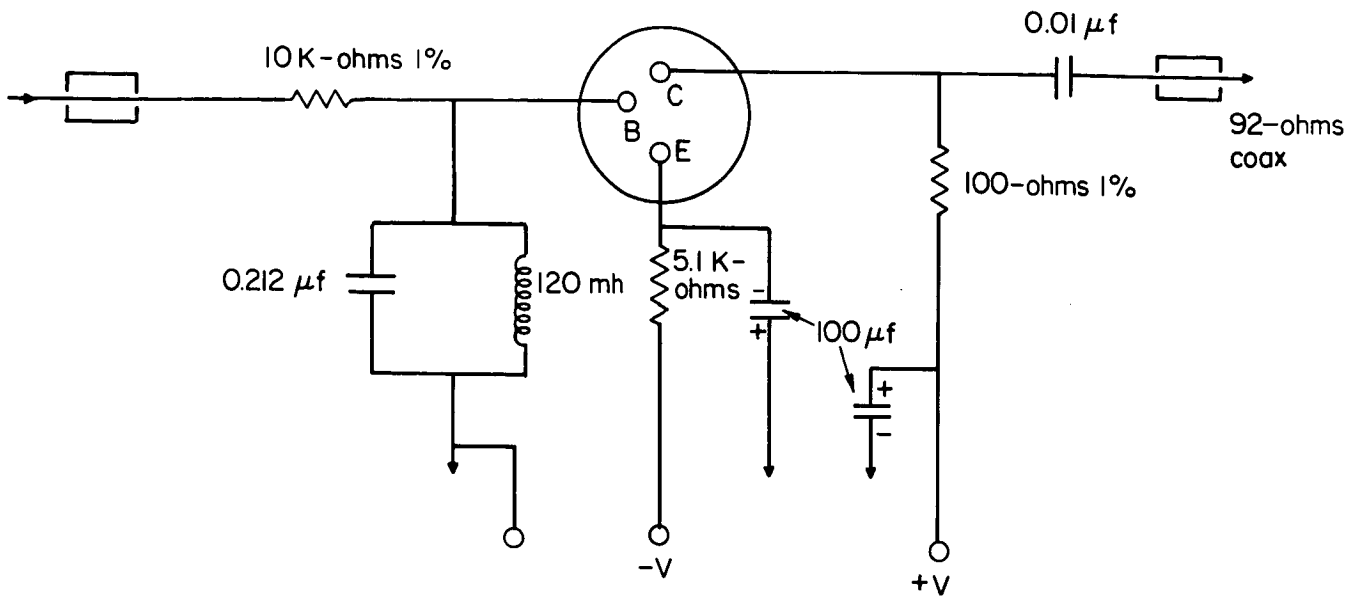 0.01 μf
10 K-ohms 1%
C
B
E
92-ohms
coax
100-ohms 1%
0.212 μf
120 mh
5.1 K-
ohms
-
+
100 μf
+
-
-V
+V